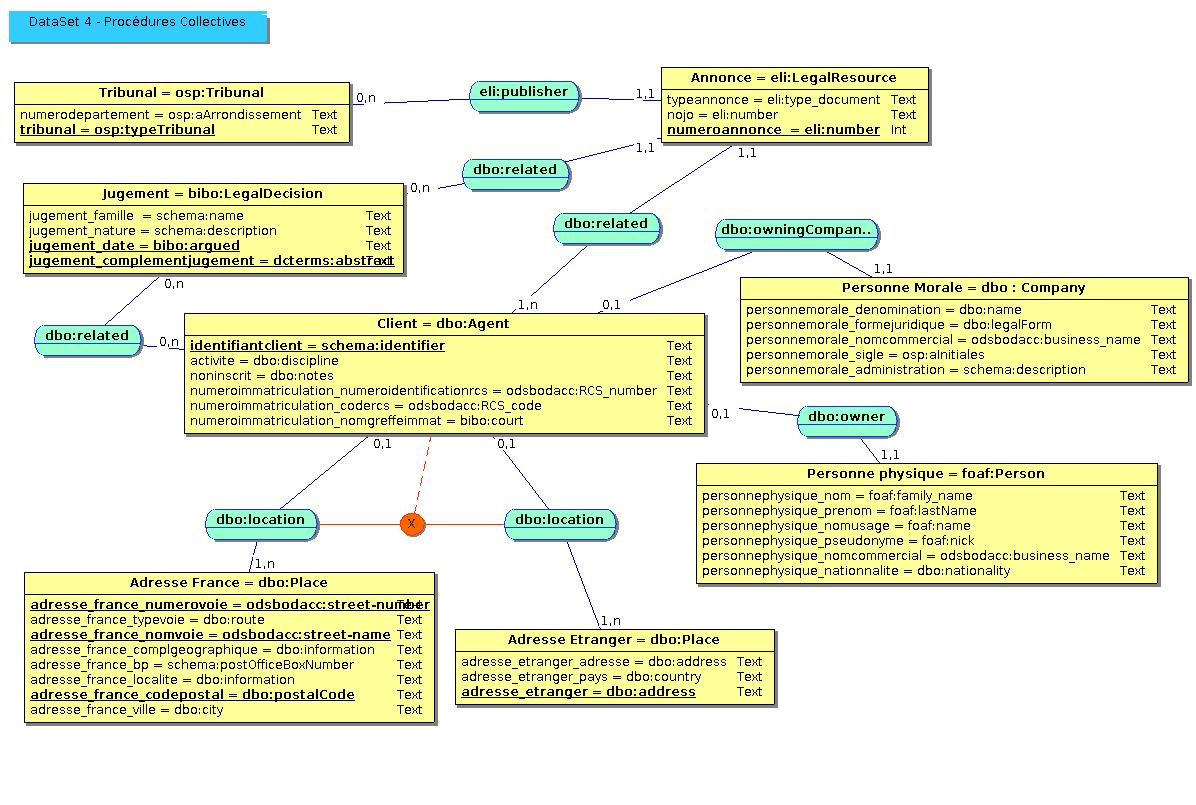 DataSet 4 - Procédures Collectives
Tribunal = osp:Tribunal
numerodepartement = osp:aArrondissement Text
tribunal = osp:typeTribunal Text
0,n
eli:publisher
1,1
Annonce = eli:LegalResource
typeannonce = eli:type_document Text
nojo = eli:number Text
numeroannonce = eli:number Int
1,1
1,1
dbo:related
0,n
Jugement = bibo:LegalDecision
jugement_famille = schema:name Text
jugement_nature = schema:description Text
jugement_date = bibo:argued Text
jugement_complementjugement = dcterms:abstract Text
0,n
dbo:related
dbo:owningCompan..
1,1
Personne Morale = dbo : Company
personnemorale_denomination = dbo:name Text
personnemorale_formejuridique = dbo:legalForm Text
personnemorale_nomcommercial = odsbodacc:business_name Text
personnemorale_sigle = osp:aInitiales Text
personnemorale_administration = schema:description Text
1,n
0,1
dbo:related
0,n
Client = dbo:Agent
identifiantclient = schema:identifier Text
activite = dbo:discipline Text
noninscrit = dbo:notes Text
numeroimmatriculation_numeroidentificationrcs = odsbodacc:RCS_number Text
numeroimmatriculation_codercs = odsbodacc:RCS_code Text
numeroimmatriculation_nomgreffeimmat = bibo:court Text
0,1
dbo:owner
1,1
Personne physique = foaf:Person
personnephysique_nom = foaf:family_name Text
personnephysique_prenom = foaf:lastName Text
personnephysique_nomusage = foaf:name Text
personnephysique_pseudonyme = foaf:nick Text
personnephysique_nomcommercial = odsbodacc:business_name Text
personnephysique_nationnalite = dbo:nationality Text
0,1
0,1
dbo:location
X
dbo:location
1,n
Adresse France = dbo:Place
adresse_france_numerovoie = odsbodacc:street-number Text
adresse_france_typevoie = dbo:route Text
adresse_france_nomvoie = odsbodacc:street-name Text
adresse_france_complgeographique = dbo:information Text
adresse_france_bp = schema:postOfficeBoxNumber Text
adresse_france_localite = dbo:information Text
adresse_france_codepostal = dbo:postalCode Text
adresse_france_ville = dbo:city Text
1,n
Adresse Etranger = dbo:Place
adresse_etranger_adresse = dbo:address Text
adresse_etranger_pays = dbo:country Text
adresse_etranger = dbo:address Text